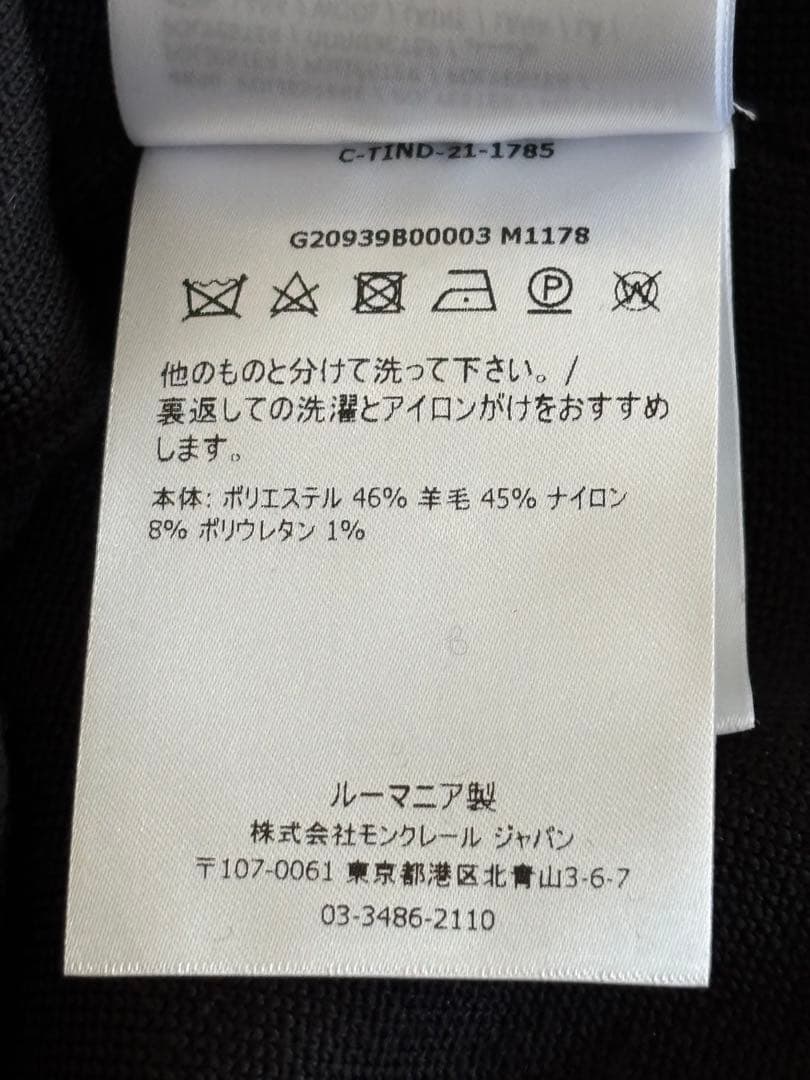 C-TIND-21-1785
G20939B00003 M1178
P
W
他のものと分けて洗って下さい。/
裏返しての洗濯とアイロンがけをおすすめ
します。
本体: ポリエステル 46% 羊毛 45% ナイロン
8% ポリウレタン 1%
ルーマニア製
株式会社モンクレール ジャパン
〒107-0061 東京都港区北青山3-6-7
03-3486-2110